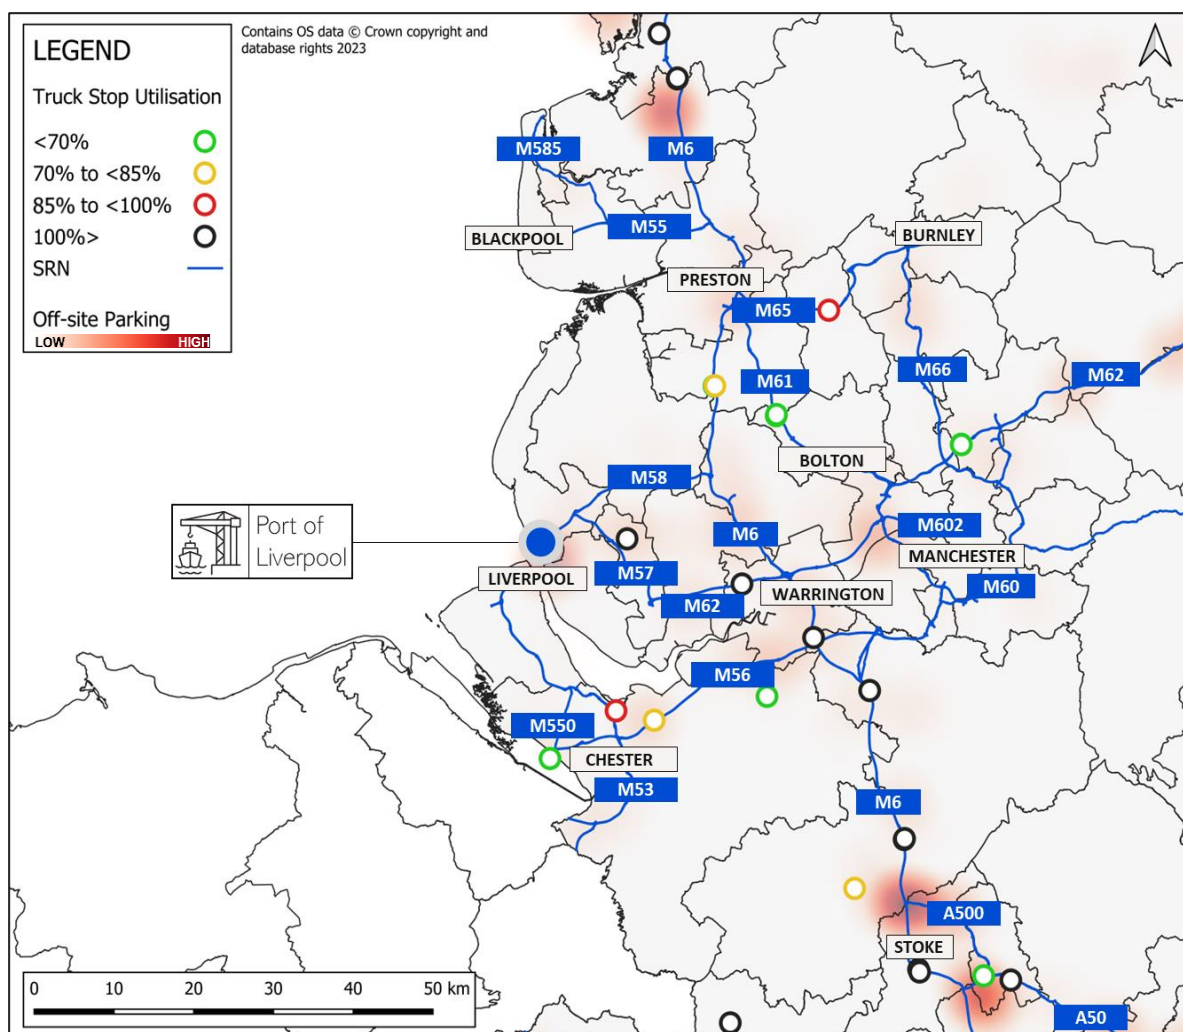 LEGEND
Contains OS data © Crown copyright and
database rights 2023
Truck Stop Utilisation
<70%
70% to <85%
85% to <100%
100%>
SRN
Off-site Parking
LOW
HIGH
M585
M6
BLACKPOOL
M55
BURNLEY
PRESTON
M65
M61
M66
M62
BOLTON
M58
Port of
Liverpool
M6
M602
MANCHESTER
LIVERPOOL
M57
WARRINGTON
M60
M62
M56
M550
CHESTER
M53
M6
A500
STOKE
A50
0 10 20 30 40 50 km